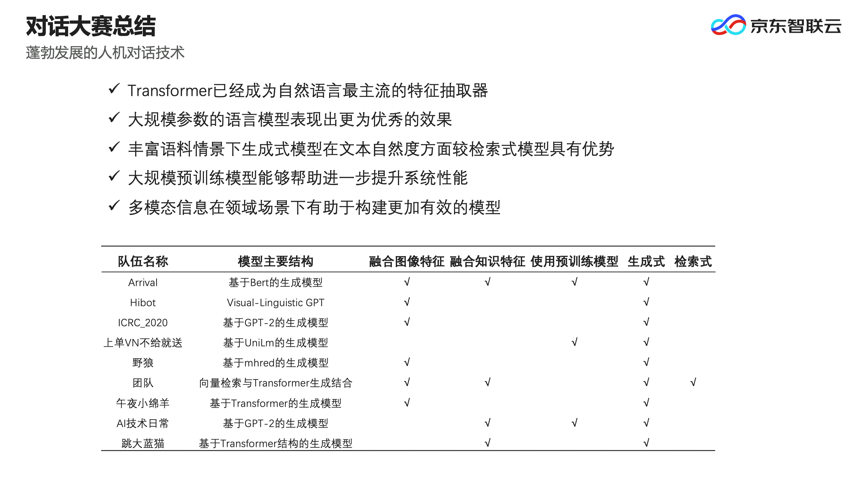 对话大赛总结
京东智联云
蓬勃发展的人机对话技术
✓ Transformer已经成为自然语言最主流的特征抽取器
✓ 大规模参数的语言模型表现出更为优秀的效果
✓ 丰富语料情景下生成式模型在文本自然度方面较检索式模型具有优势
✓ 大规模预训练模型能够帮助进一步提升系统性能
✓ 多模态信息在领域场景下有助于构建更加有效的模型
队伍名称 模型主要结构 融合图像特征 融合知识特征 使用预训练模型 生成式 检索式
Arrival 基于Bert的生成模型 √ √ √ √
Hibot Visual-Linguistic GPT √ √
ICRC_2020 基于GPT-2的生成模型 √ √
上单VN不给就送 基于UniLm的生成模型 √ √
野狼 基于mhred的生成模型 √ √
团队 向量检索与Transformer生成结合 √ √ √ √
午夜小绵羊 基于Transformer的生成模型 √ √
AI技术日常 基于GPT-2的生成模型 √ √ √
跳大蓝猫 基于Transformer结构的生成模型 √ √